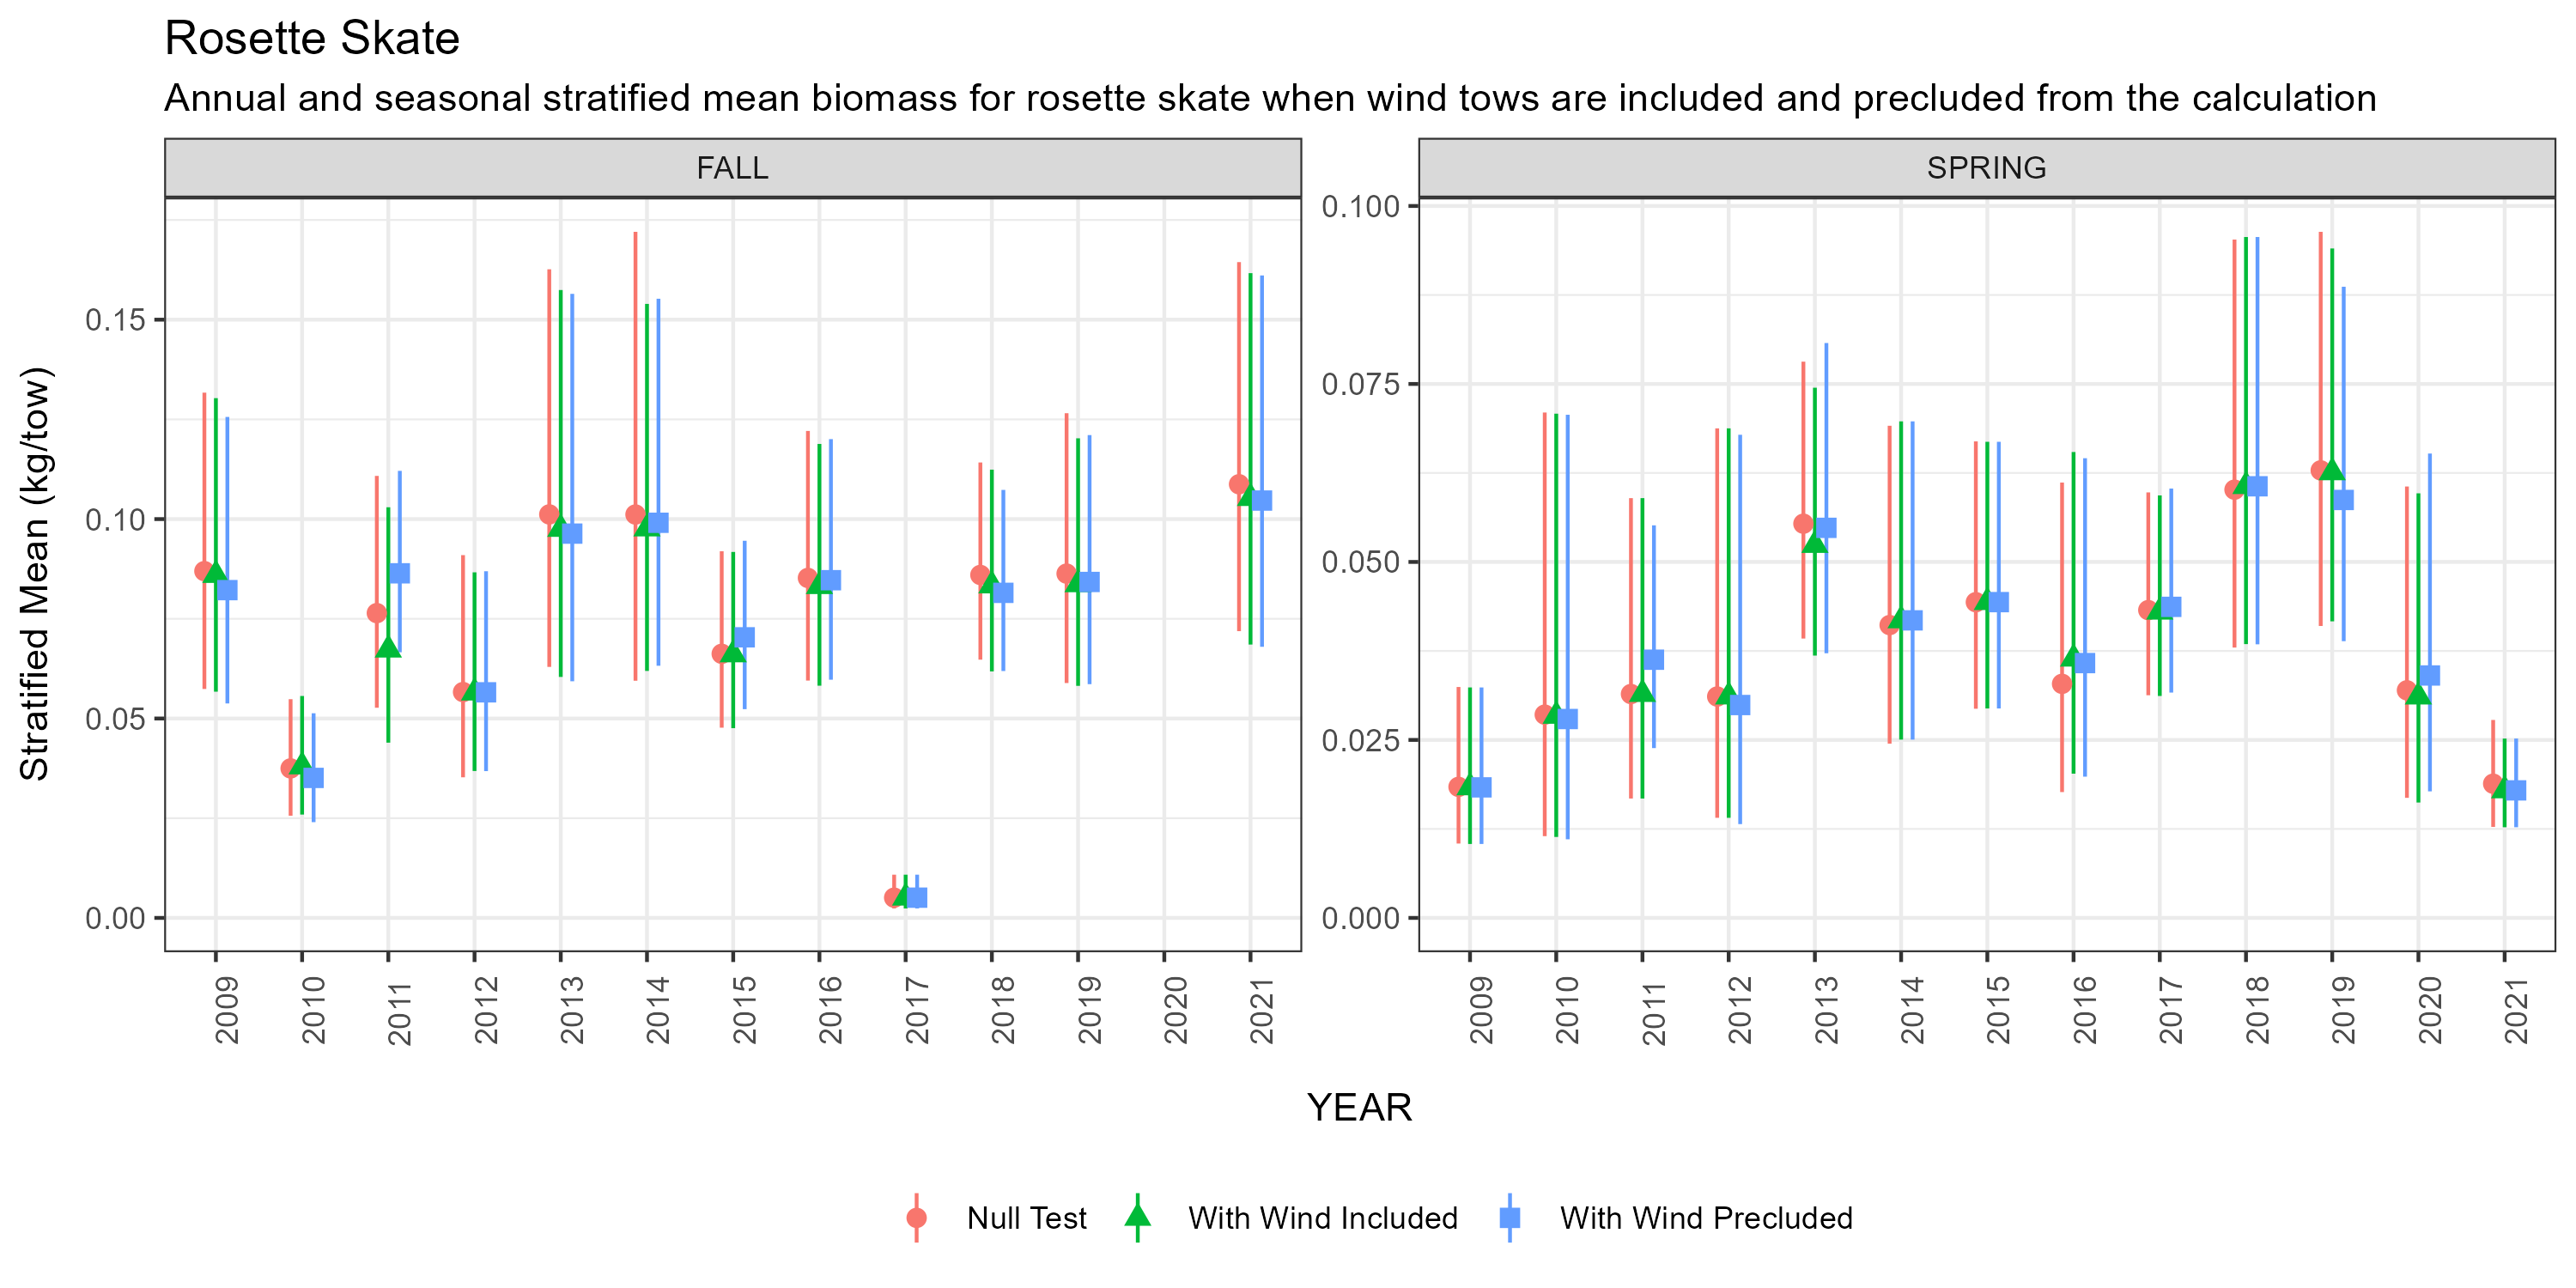 Rosette Skate
Annual and seasonal stratified mean biomass for rosette skate when wind tows are included and precluded from the calculation
FALL
SPRING
Stratified Mean (kg/tow)
0.15
0.10
0.05
0.00
0.100
0.075
0.050
0.025
0.000
2009 2010 2011 2012 2013 2014 2015 2016 2017 2018 2019 2020 2021
2009 2010 2011 2012 2013 2014 2015 2016 2017 2018 2019 2020 2021
YEAR
Null Test With Wind Included With Wind Precluded